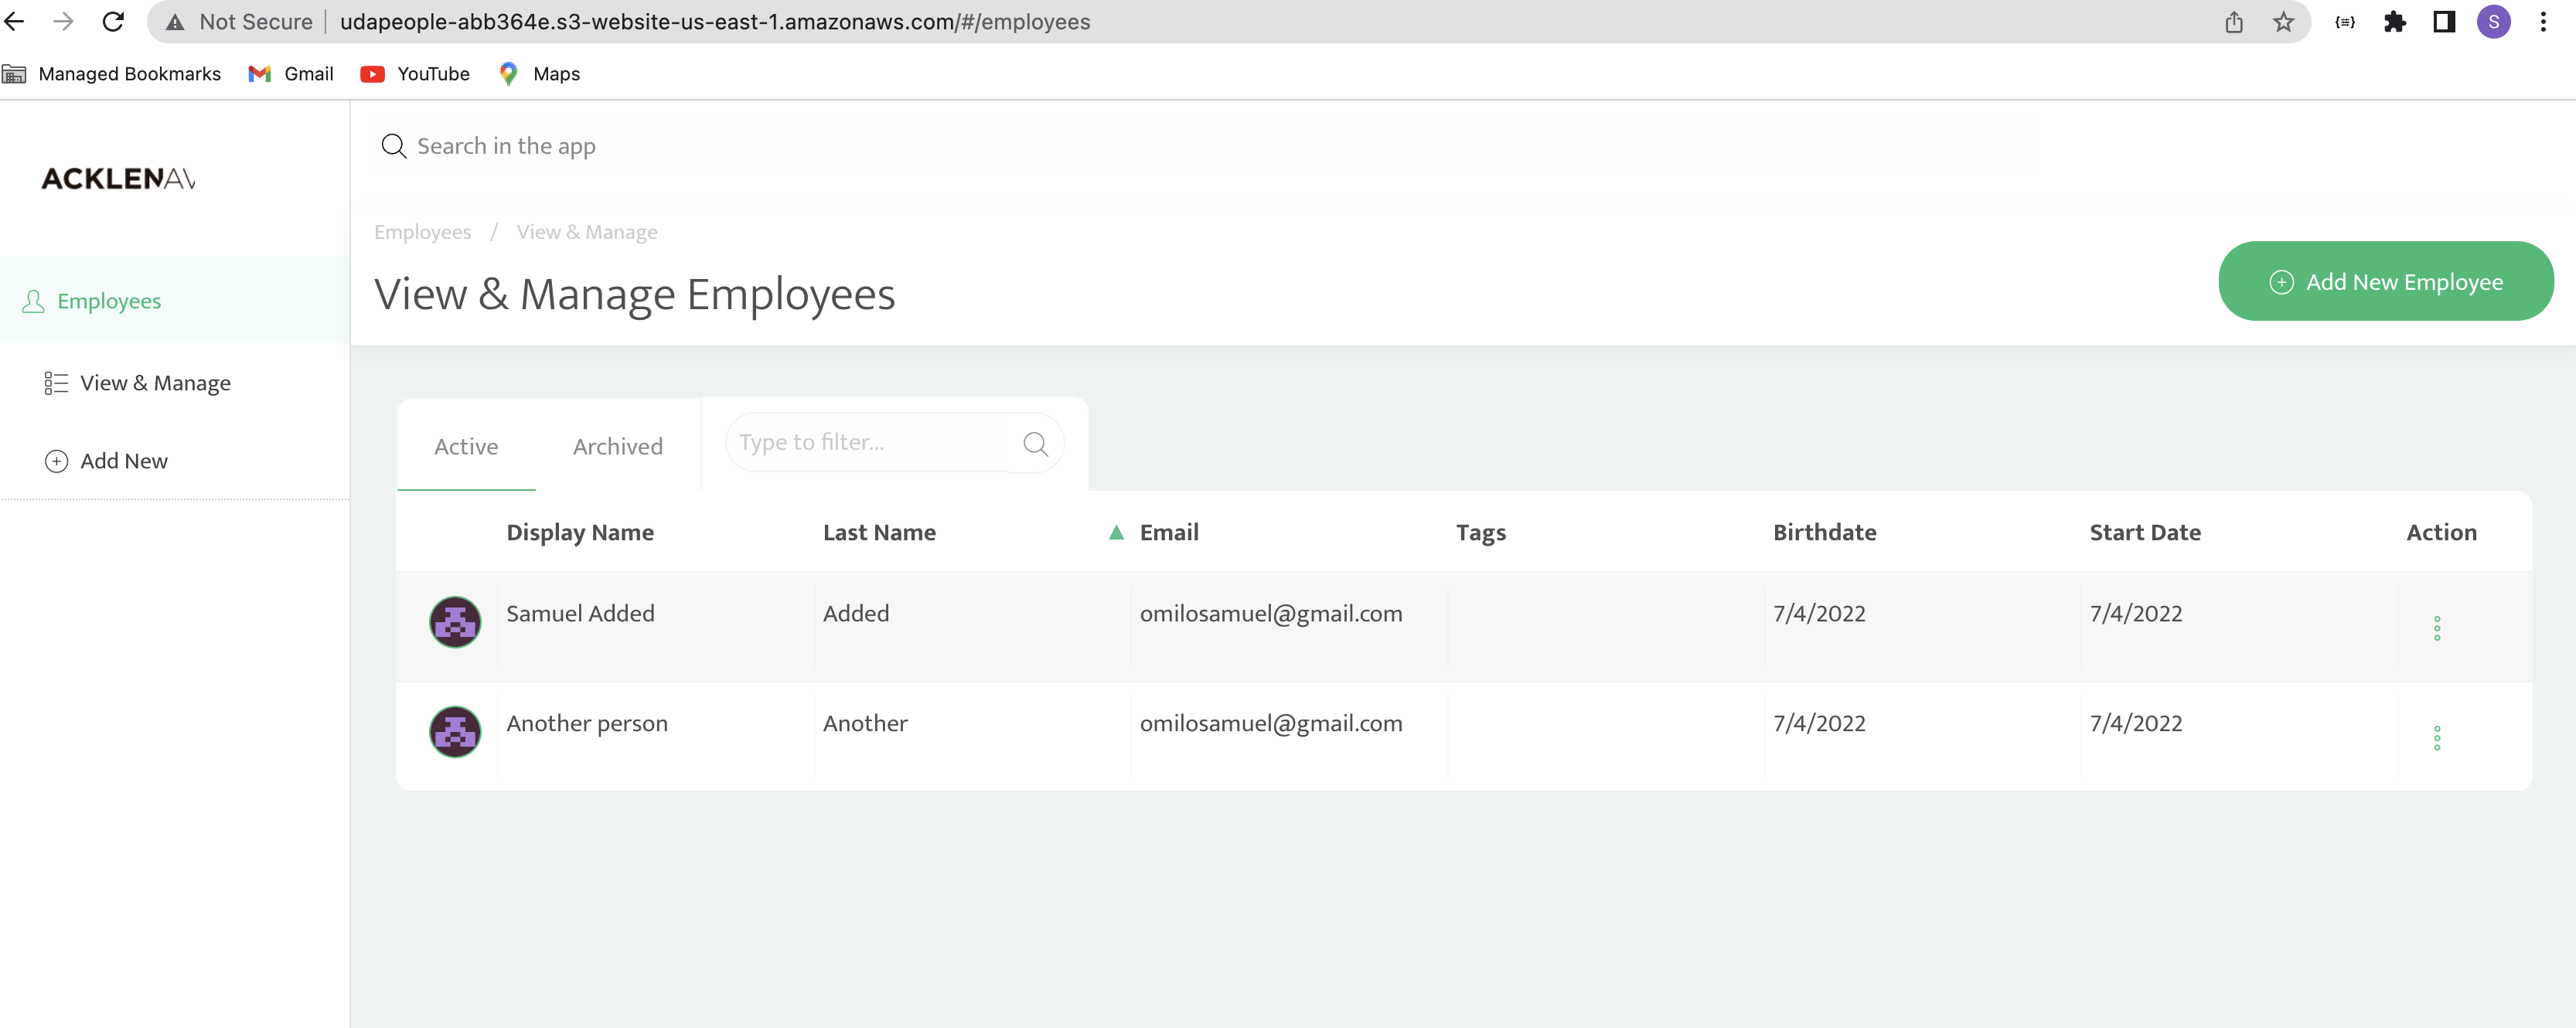 Not Secure | udapeople-abb364e.s3-website-us-east-1.amazonaws.com/#/employees
S
Managed Bookmarks Gmail YouTube Maps
Search in the app
ACKLENAV
Employees / View & Manage
View & Manage Employees
Add New Employee
Employees
View & Manage
Add New
Active Archived Type to filter...
Display Name Last Name ▲ Email Tags Birthdate Start Date Action
Samuel Added Added omilosamuel@gmail.com 7/4/2022 7/4/2022
Another person Another omilosamuel@gmail.com 7/4/2022 7/4/2022